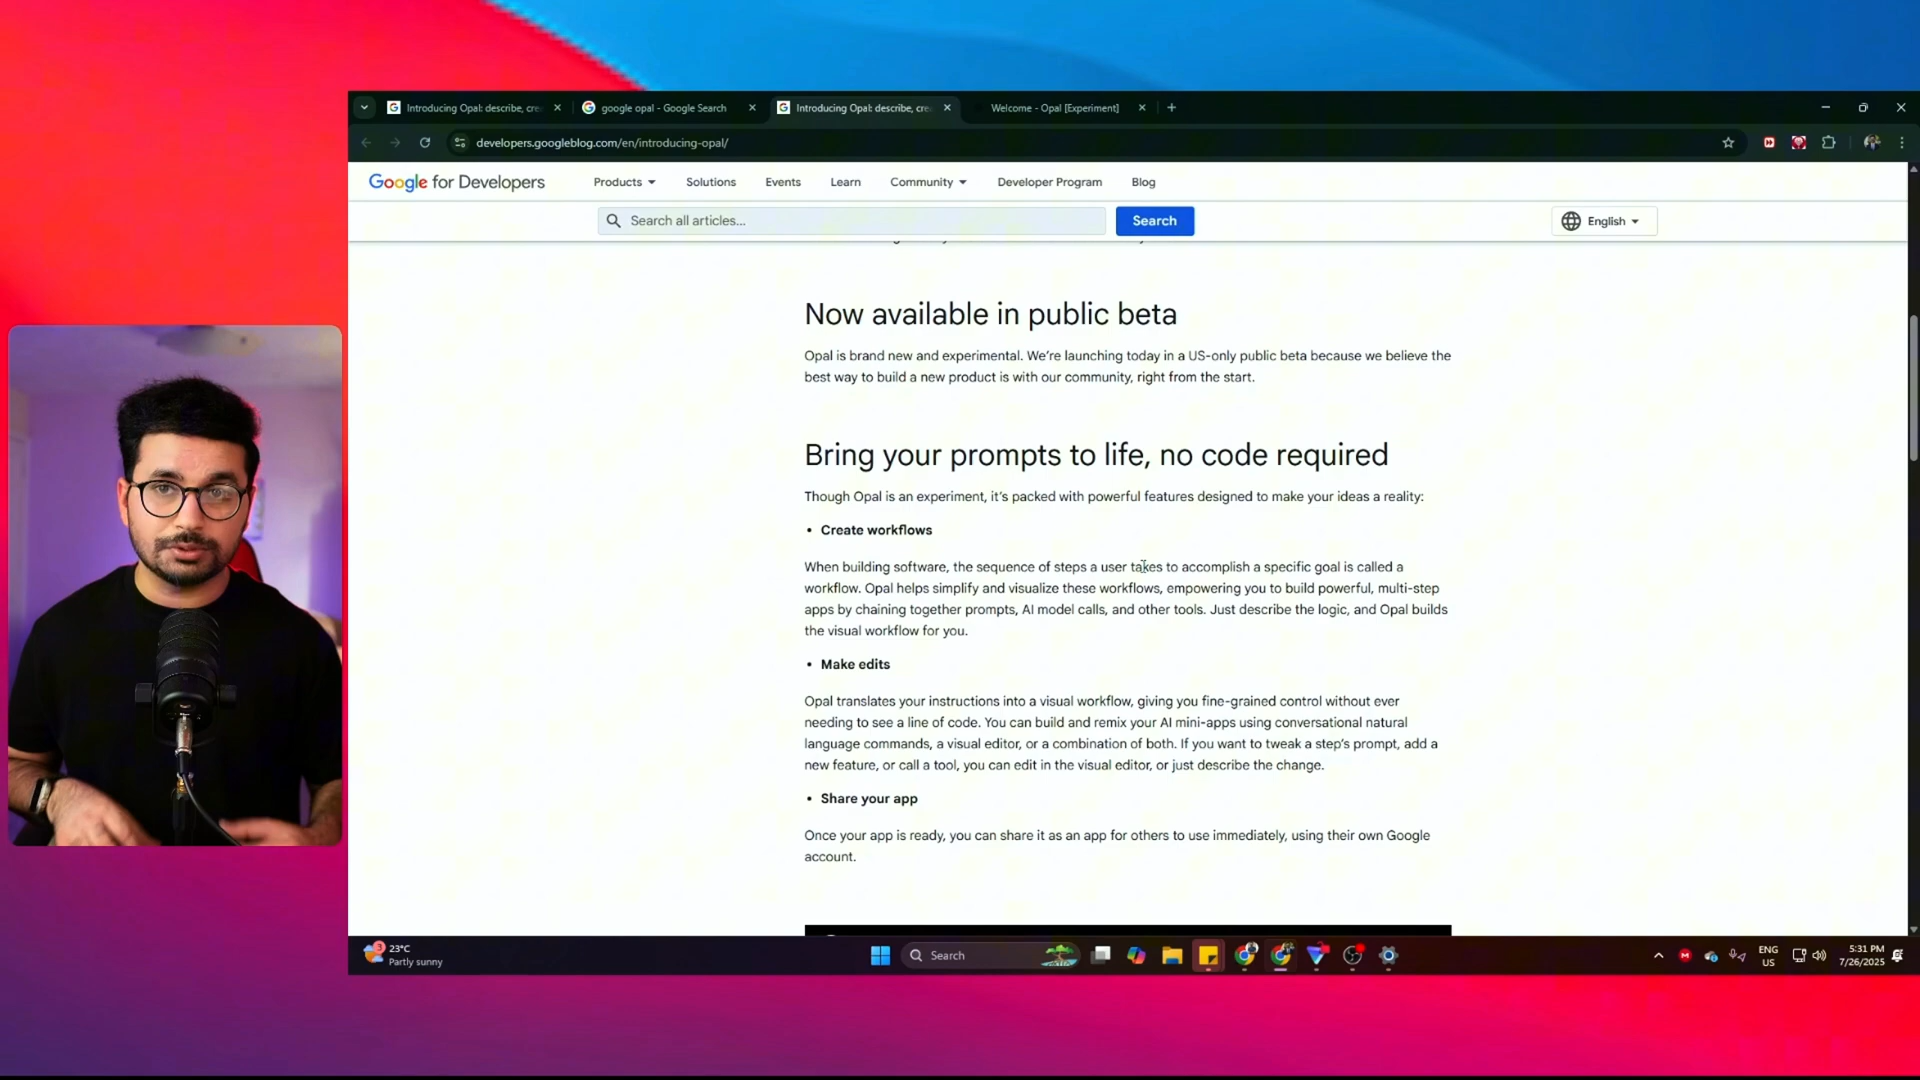 Introducing Opal: describe, cre
google opal - Google Search
Introducing Opal: describe, cre
Welcome - Opal [Experiment]
developers.googleblog.com/en/introducing-opal/
Google for Developers
Products
Solutions
Events
Learn
Community
Developer Program
Blog
Search all articles...
Search
English
Now available in public beta
Opal is brand new and experimental. We're launching today in a US-only public beta because we believe the
best way to build a new product is with our community, right from the start.
Bring your prompts to life, no code required
Though Opal is an experiment, it's packed with powerful features designed to make your ideas a reality:
• Create workflows
When building software, the sequence of steps a user takes to accomplish a specific goal is called a
workflow. Opal helps simplify and visualize these workflows, empowering you to build powerful, multi-step
apps by chaining together prompts, AI model calls, and other tools. Just describe the logic, and Opal builds
the visual workflow for you.
• Make edits
Opal translates your instructions into a visual workflow, giving you fine-grained control without ever
needing to see a line of code. You can build and remix your AI mini-apps using conversational natural
language commands, a visual editor, or a combination of both. If you want to tweak a step's prompt, add a
new feature, or call a tool, you can edit in the visual editor, or just describe the change.
• Share your app
Once your app is ready, you can share it as an app for others to use immediately, using their own Google
account.
3
23°C
Partly sunny
Search
ENG
US
5:31 PM
7/26/2025